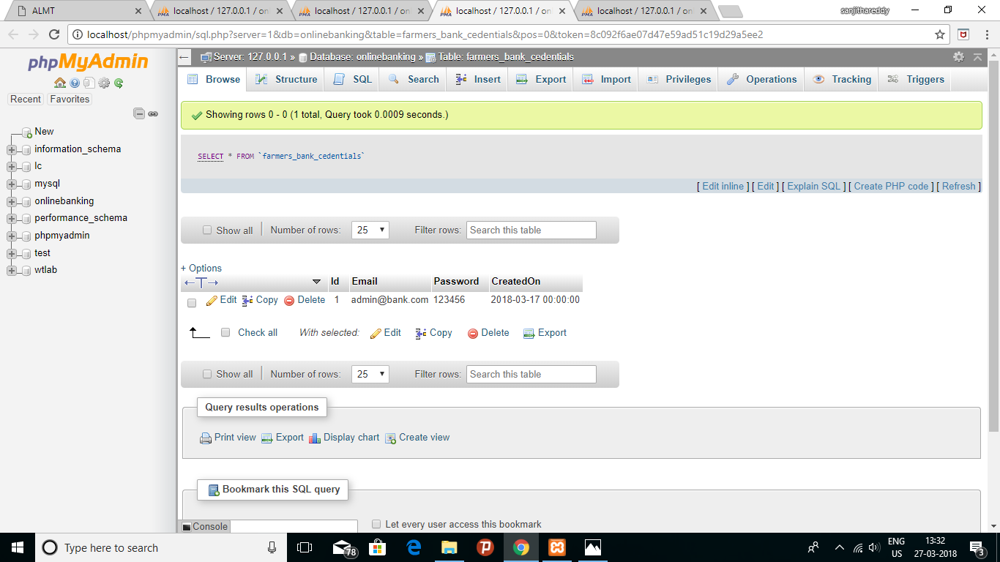 ALMT
localhost / 127.0.0.1 / on
localhost / 127.0.0.1 / on
localhost / 127.0.0.1 / on
localhost / 127.0.0.1 / on
sanjithareddy
localhost/phpmyadmin/sql.php?server=1&db=onlinebanking&table=farmers_bank_cedentials&pos=0&token=8c092f6ae07d47e59ad51c19d29a5ee2
phpMyAdmin
Recent Favorites
New
information_schema
lc
mysql
onlinebanking
performance_schema
phpmyadmin
test
wtlab
Server: 127.0.0.1 » Database: onlinebanking » Table: farmers_bank_cedentials
Browse Structure SQL Search Insert Export Import Privileges Operations Tracking Triggers
Showing rows 0 - 0 (1 total, Query took 0.0009 seconds.)
SELECT * FROM `farmers_bank_cedentials`
[ Edit inline ] [ Edit ] [ Explain SQL ] [ Create PHP code ] [ Refresh ]
Show all Number of rows: 25 Filter rows: Search this table
+ Options
←T→ Id Email Password CreatedOn
Edit Copy Delete 1 admin@bank.com 123456 2018-03-17 00:00:00
Check all With selected: Edit Copy Delete Export
Show all Number of rows: 25 Filter rows: Search this table
Query results operations
Print view Export Display chart Create view
Bookmark this SQL query
Console Let every user access this bookmark
Type here to search
78
ENG
US
13:32
27-03-2018
3